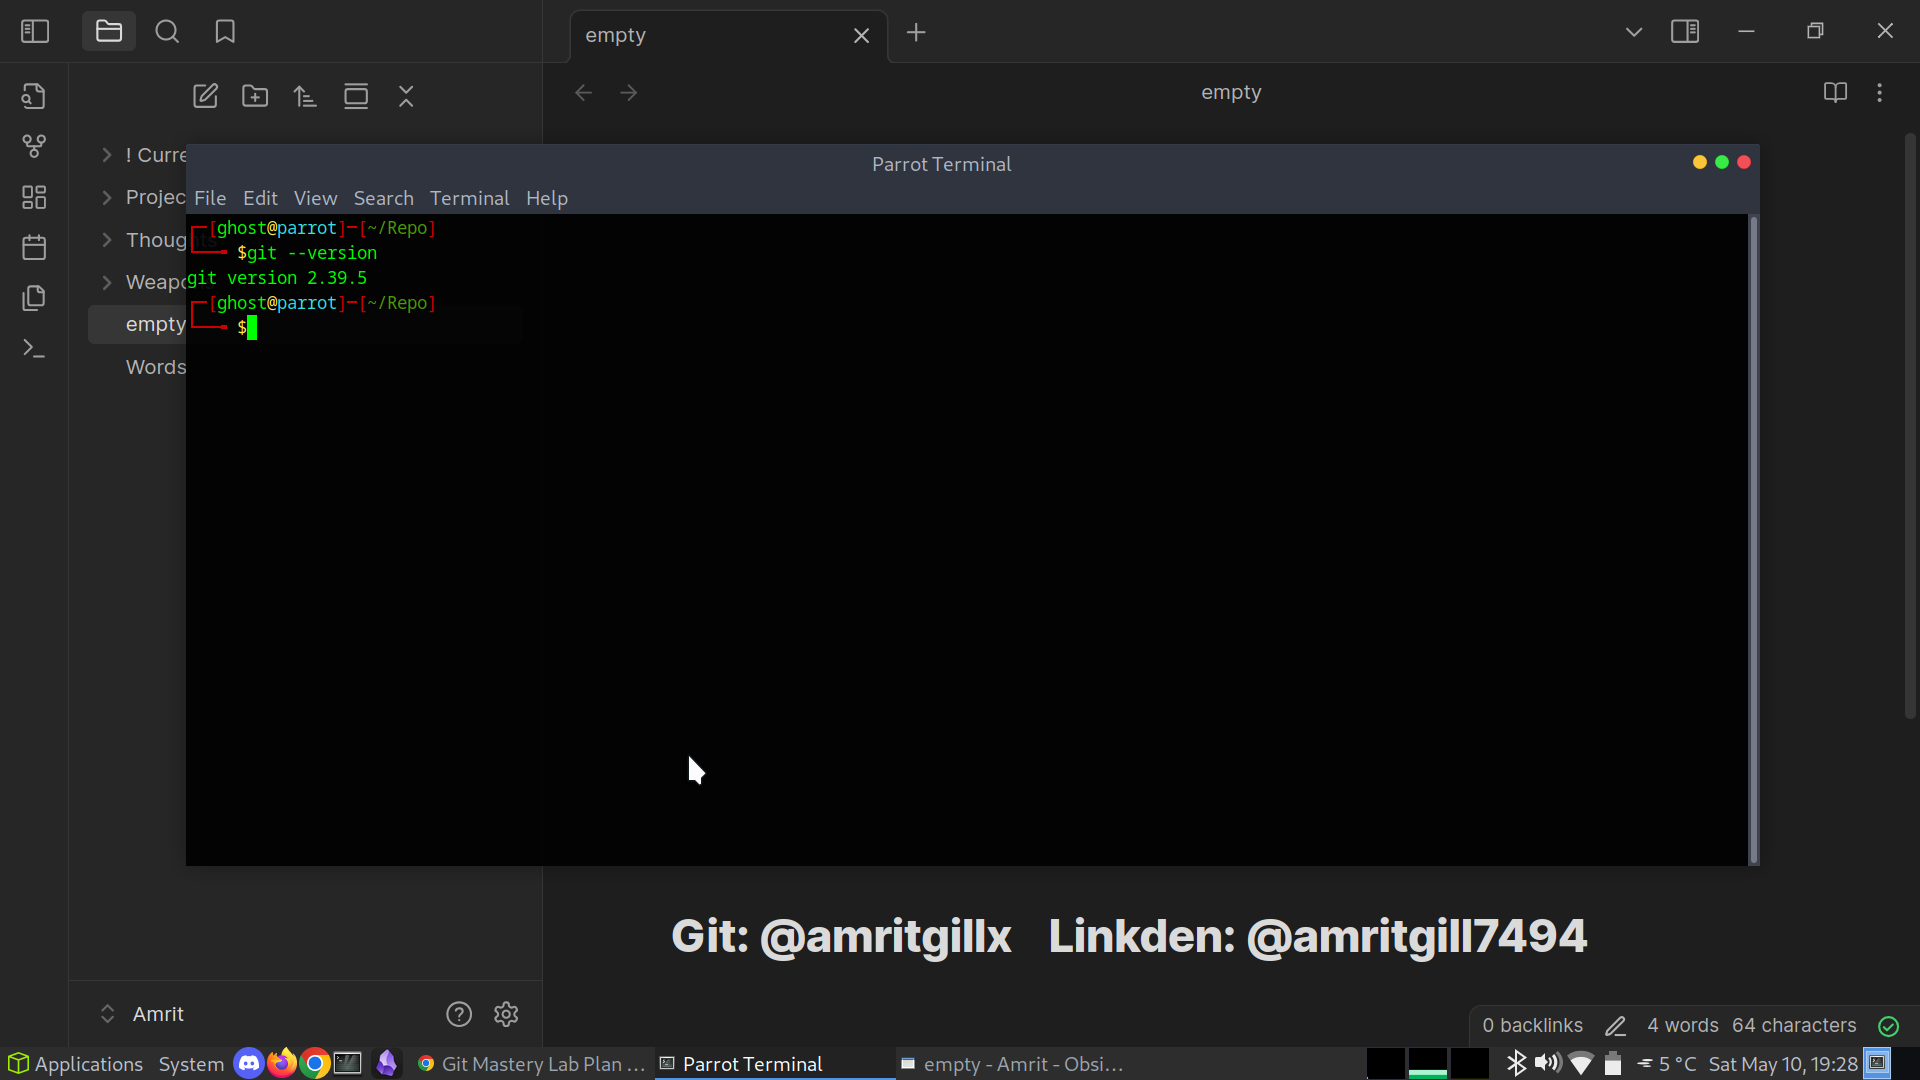 empty
empty
! Curre
Projec
Thoughts
Weapo
empty
Words
Parrot Terminal
File Edit View Search Terminal Help
[ghost@parrot]─[~/Repo]
$git --version
git version 2.39.5
[ghost@parrot]─[~/Repo]
$
Git: @amritgillx Linkden: @amritgill7494
Amrit
0 backlinks 4 words 64 characters
Applications System Git Mastery Lab Plan ... Parrot Terminal empty - Amrit - Obsi... 5 °C Sat May 10, 19:28